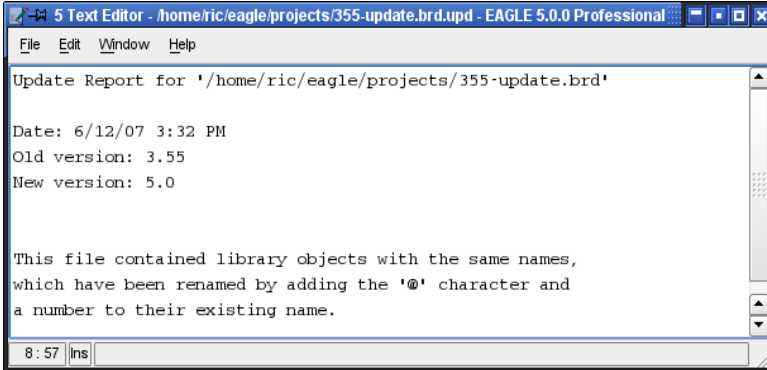 5 Text Editor - /home/ric/eagle/projects/355-update.brd.upd - EAGLE 5.0.0 Professional
File Edit Window Help
Update Report for '/home/ric/eagle/projects/355-update.brd'
Date: 6/12/07 3:32 PM
Old version: 3.55
New version: 5.0
This file contained library objects with the same names,
which have been renamed by adding the '@' character and
a number to their existing name.
8:57 Ins